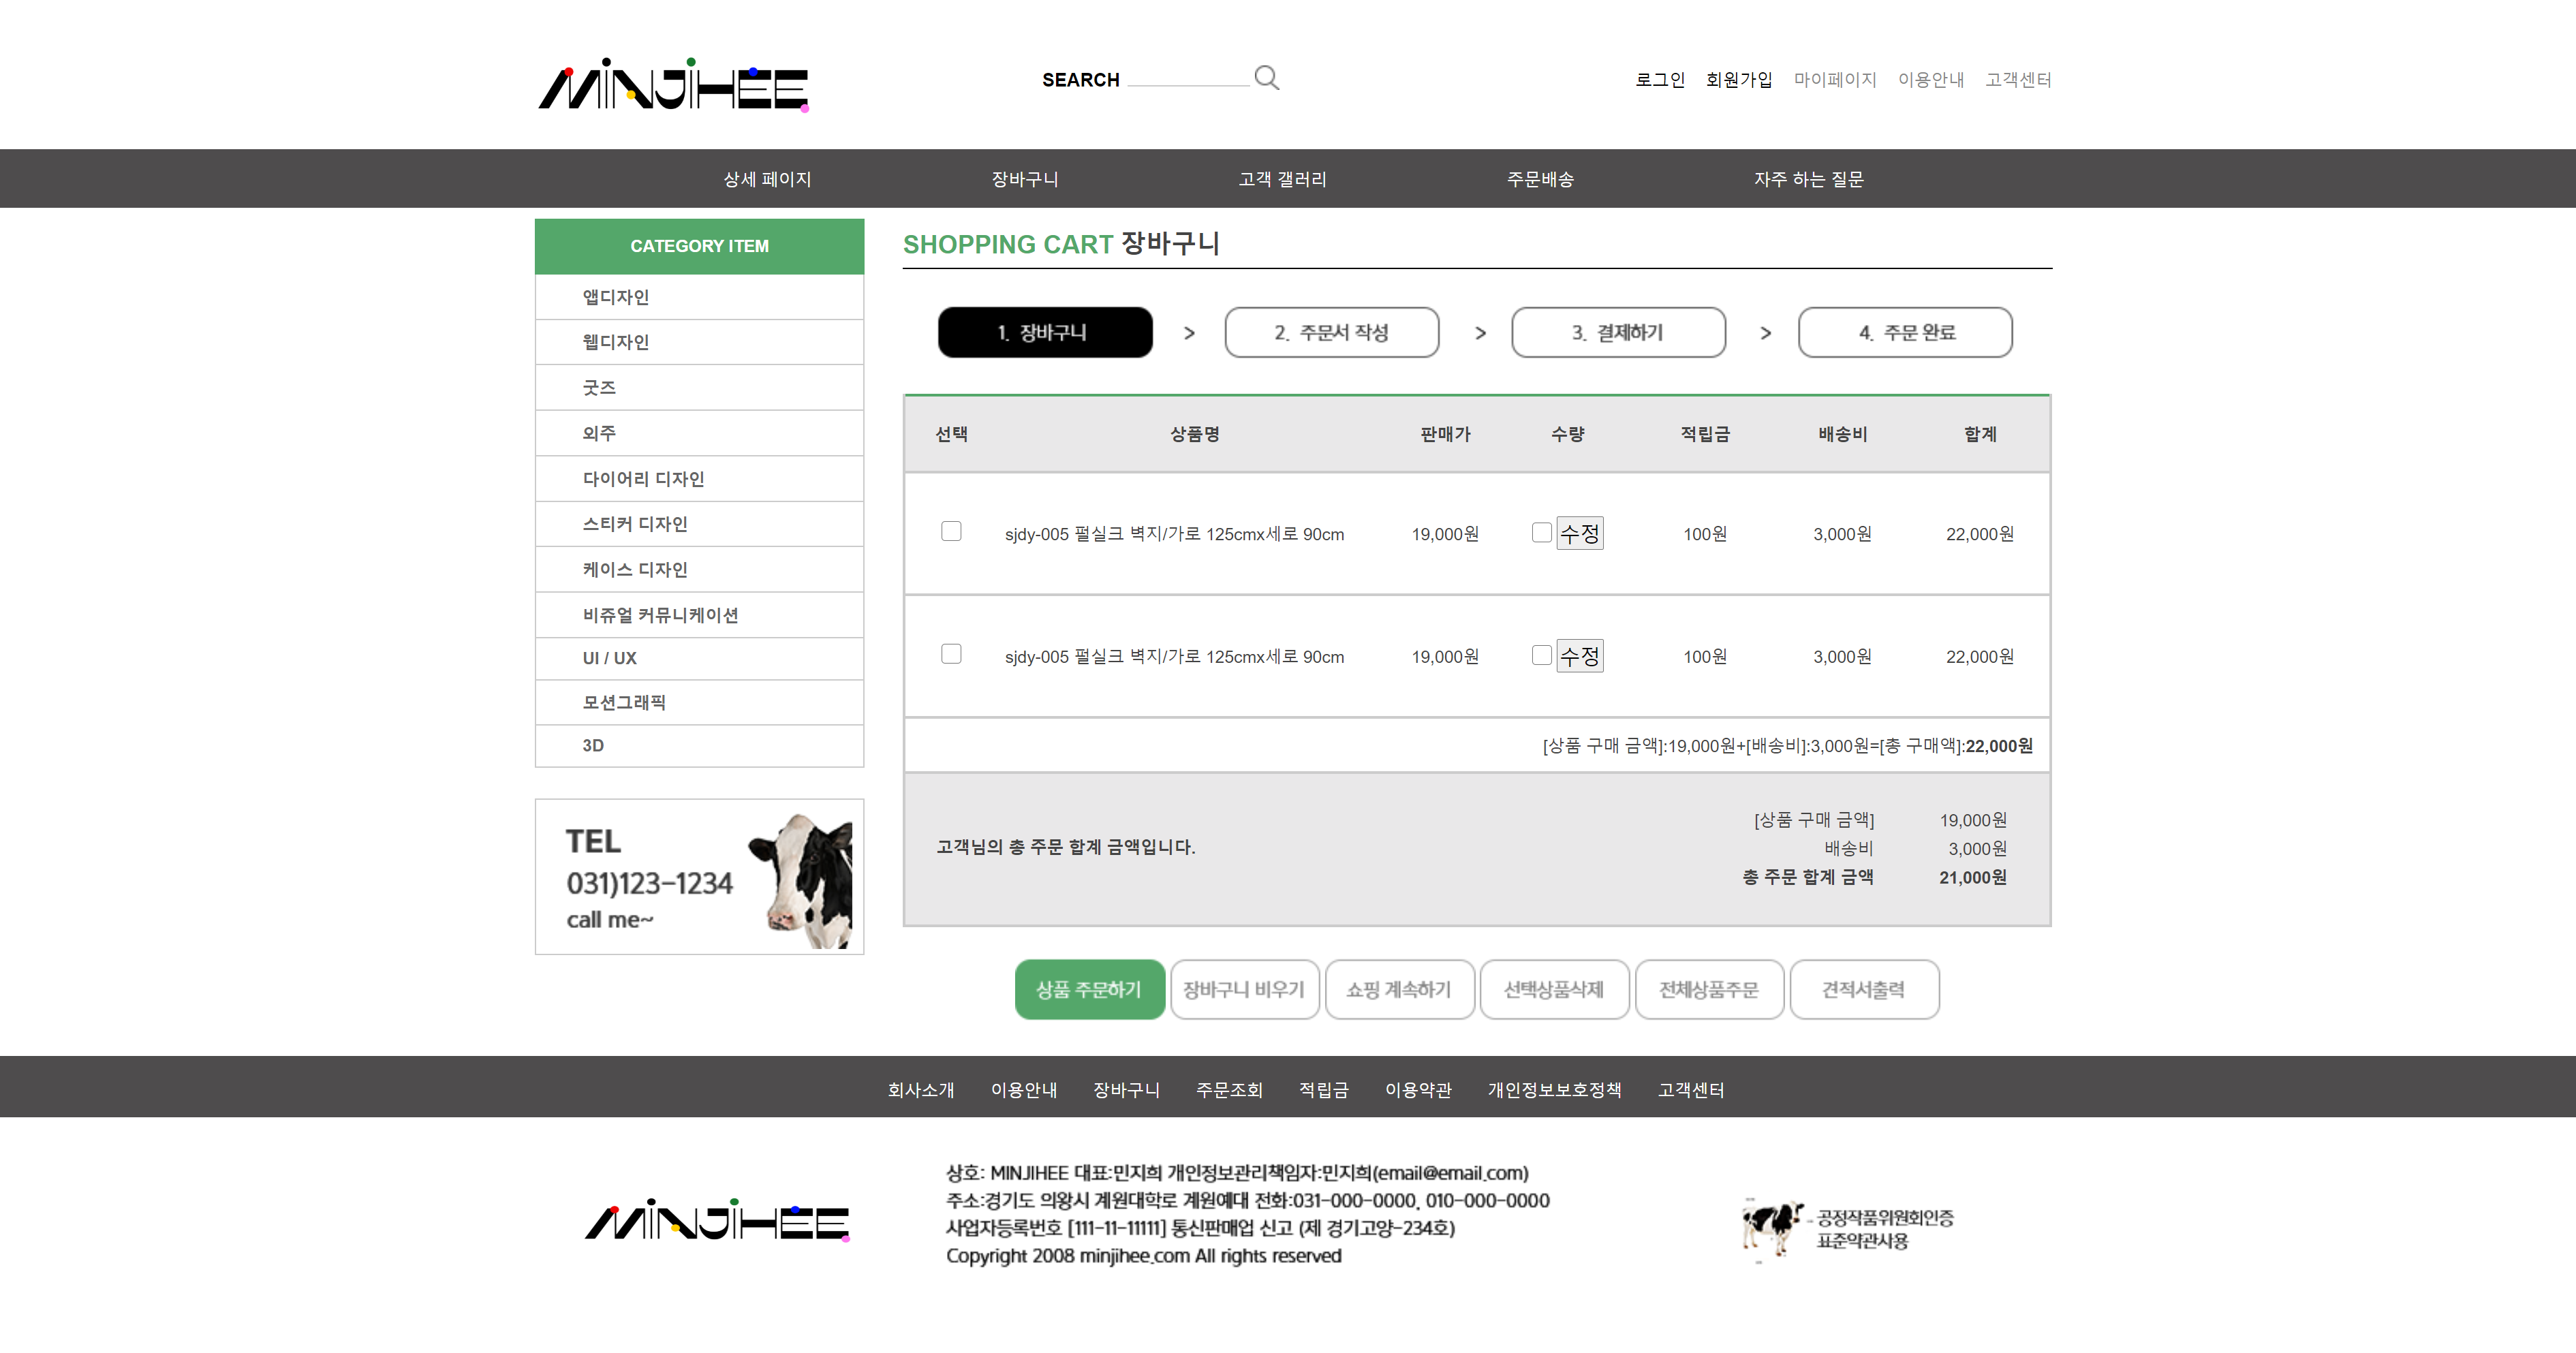 MINJIHEE
SEARCH
로그인 회원가입 마이페이지 이용안내 고객센터
상세 페이지 장바구니 고객 갤러리 주문배송 자주 하는 질문
CATEGORY ITEM
앱디자인
웹디자인
굿즈
외주
다이어리 디자인
스티커 디자인
케이스 디자인
비쥬얼 커뮤니케이션
UI / UX
모션그래픽
3D
TEL
031)123-1234
call me~
SHOPPING CART 장바구니
1. 장바구니 > 2. 주문서 작성 > 3. 결제하기 > 4. 주문 완료
선택 상품명 판매가 수량 적립금 배송비 합계
sjdy-005 펄실크 벽지/가로 125cmx세로 90cm 19,000원 수정 100원 3,000원 22,000원
sjdy-005 펄실크 벽지/가로 125cmx세로 90cm 19,000원 수정 100원 3,000원 22,000원
[상품 구매 금액]:19,000원+[배송비]:3,000원=[총 구매액]:22,000원
고객님의 총 주문 합계 금액입니다.
[상품 구매 금액] 19,000원
배송비 3,000원
총 주문 합계 금액 21,000원
상품 주문하기 장바구니 비우기 쇼핑 계속하기 선택상품삭제 전체상품주문 견적서출력
회사소개 이용안내 장바구니 주문조회 적립금 이용약관 개인정보보호정책 고객센터
MINJIHEE
상호: MINJIHEE 대표:민지희 개인정보관리책임자:민지희(email@email.com)
주소:경기도 의왕시 계원대학로 계원예대 전화:031-000-0000, 010-000-0000
사업자등록번호 [111-11-11111] 통신판매업 신고 (제 경기고양-234호)
Copyright 2008 minjihee.com All rights reserved
- 공정작품위원회인증
표준약관사용